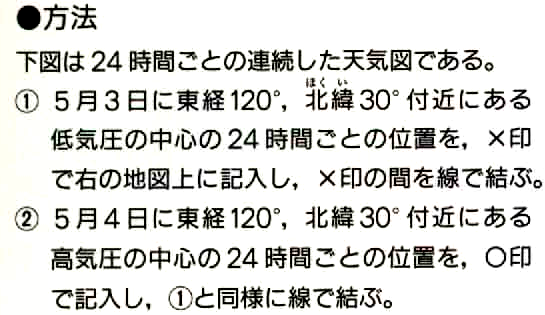 ●方法
下図は24時間ごとの連続した天気図である。
① 5月3日に東経120°，北緯30°付近にある
ほくい
低気圧の中心の24時間ごとの位置を，×印
で右の地図上に記入し，×印の間を線で結ぶ。
② 5月4日に東経120°，北緯30°付近にある
高気圧の中心の24時間ごとの位置を，○印
で記入し，①と同様に線で結ぶ。